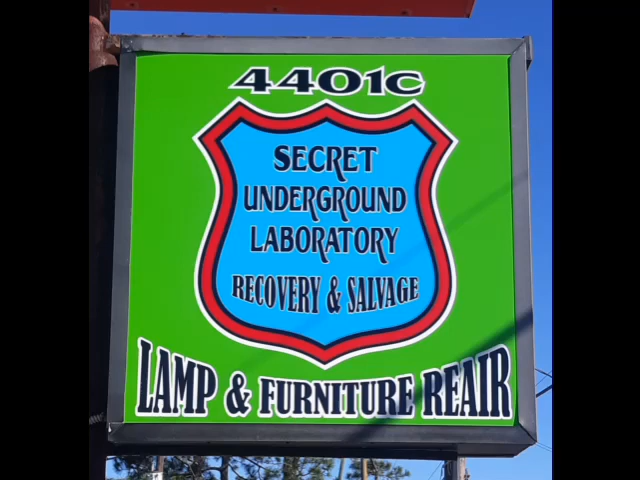 4401C
SECRET
UNDERGROUND
LABORATORY
RECOVERY & SALVAGE
LAMP & FURNITURE REAIR